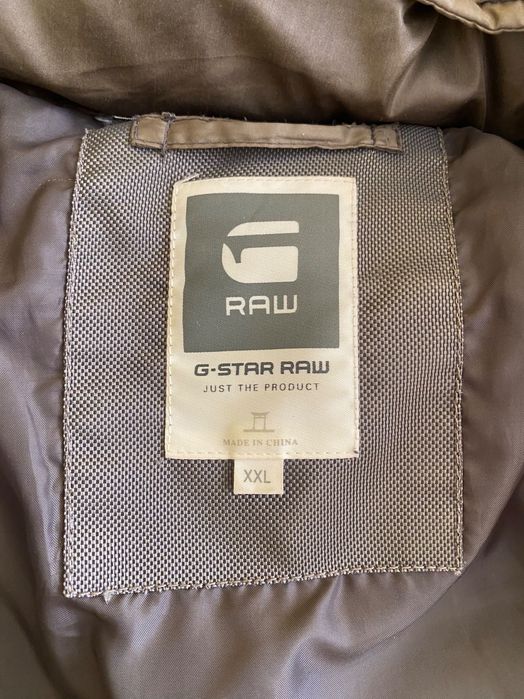 RAW
G-STAR RAW
JUST THE PRODUCT
MADE IN CHINA
XXL